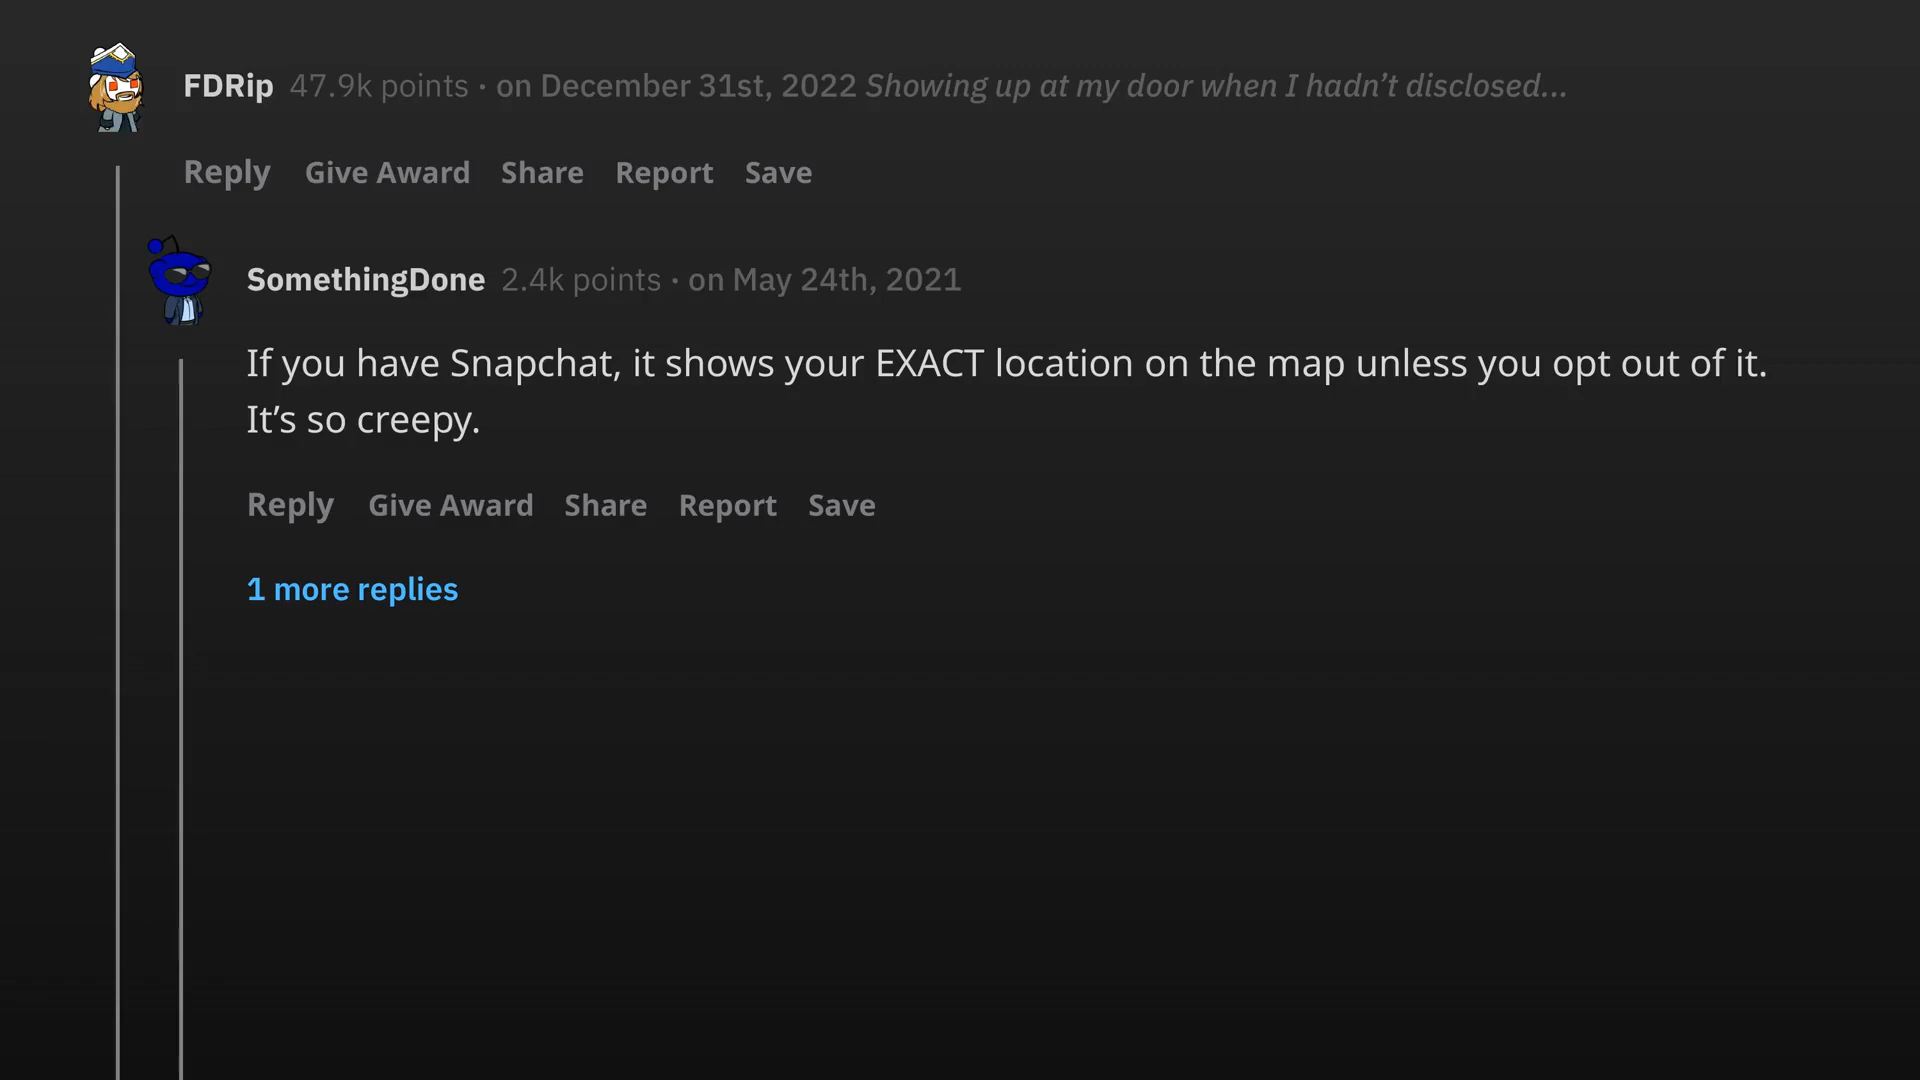 FDRip 47.9k points · on December 31st, 2022 Showing up at my door when I hadn’t disclosed...
Reply Give Award Share Report Save
SomethingDone 2.4k points · on May 24th, 2021
If you have Snapchat, it shows your EXACT location on the map unless you opt out of it.
It’s so creepy.
Reply Give Award Share Report Save
1 more replies